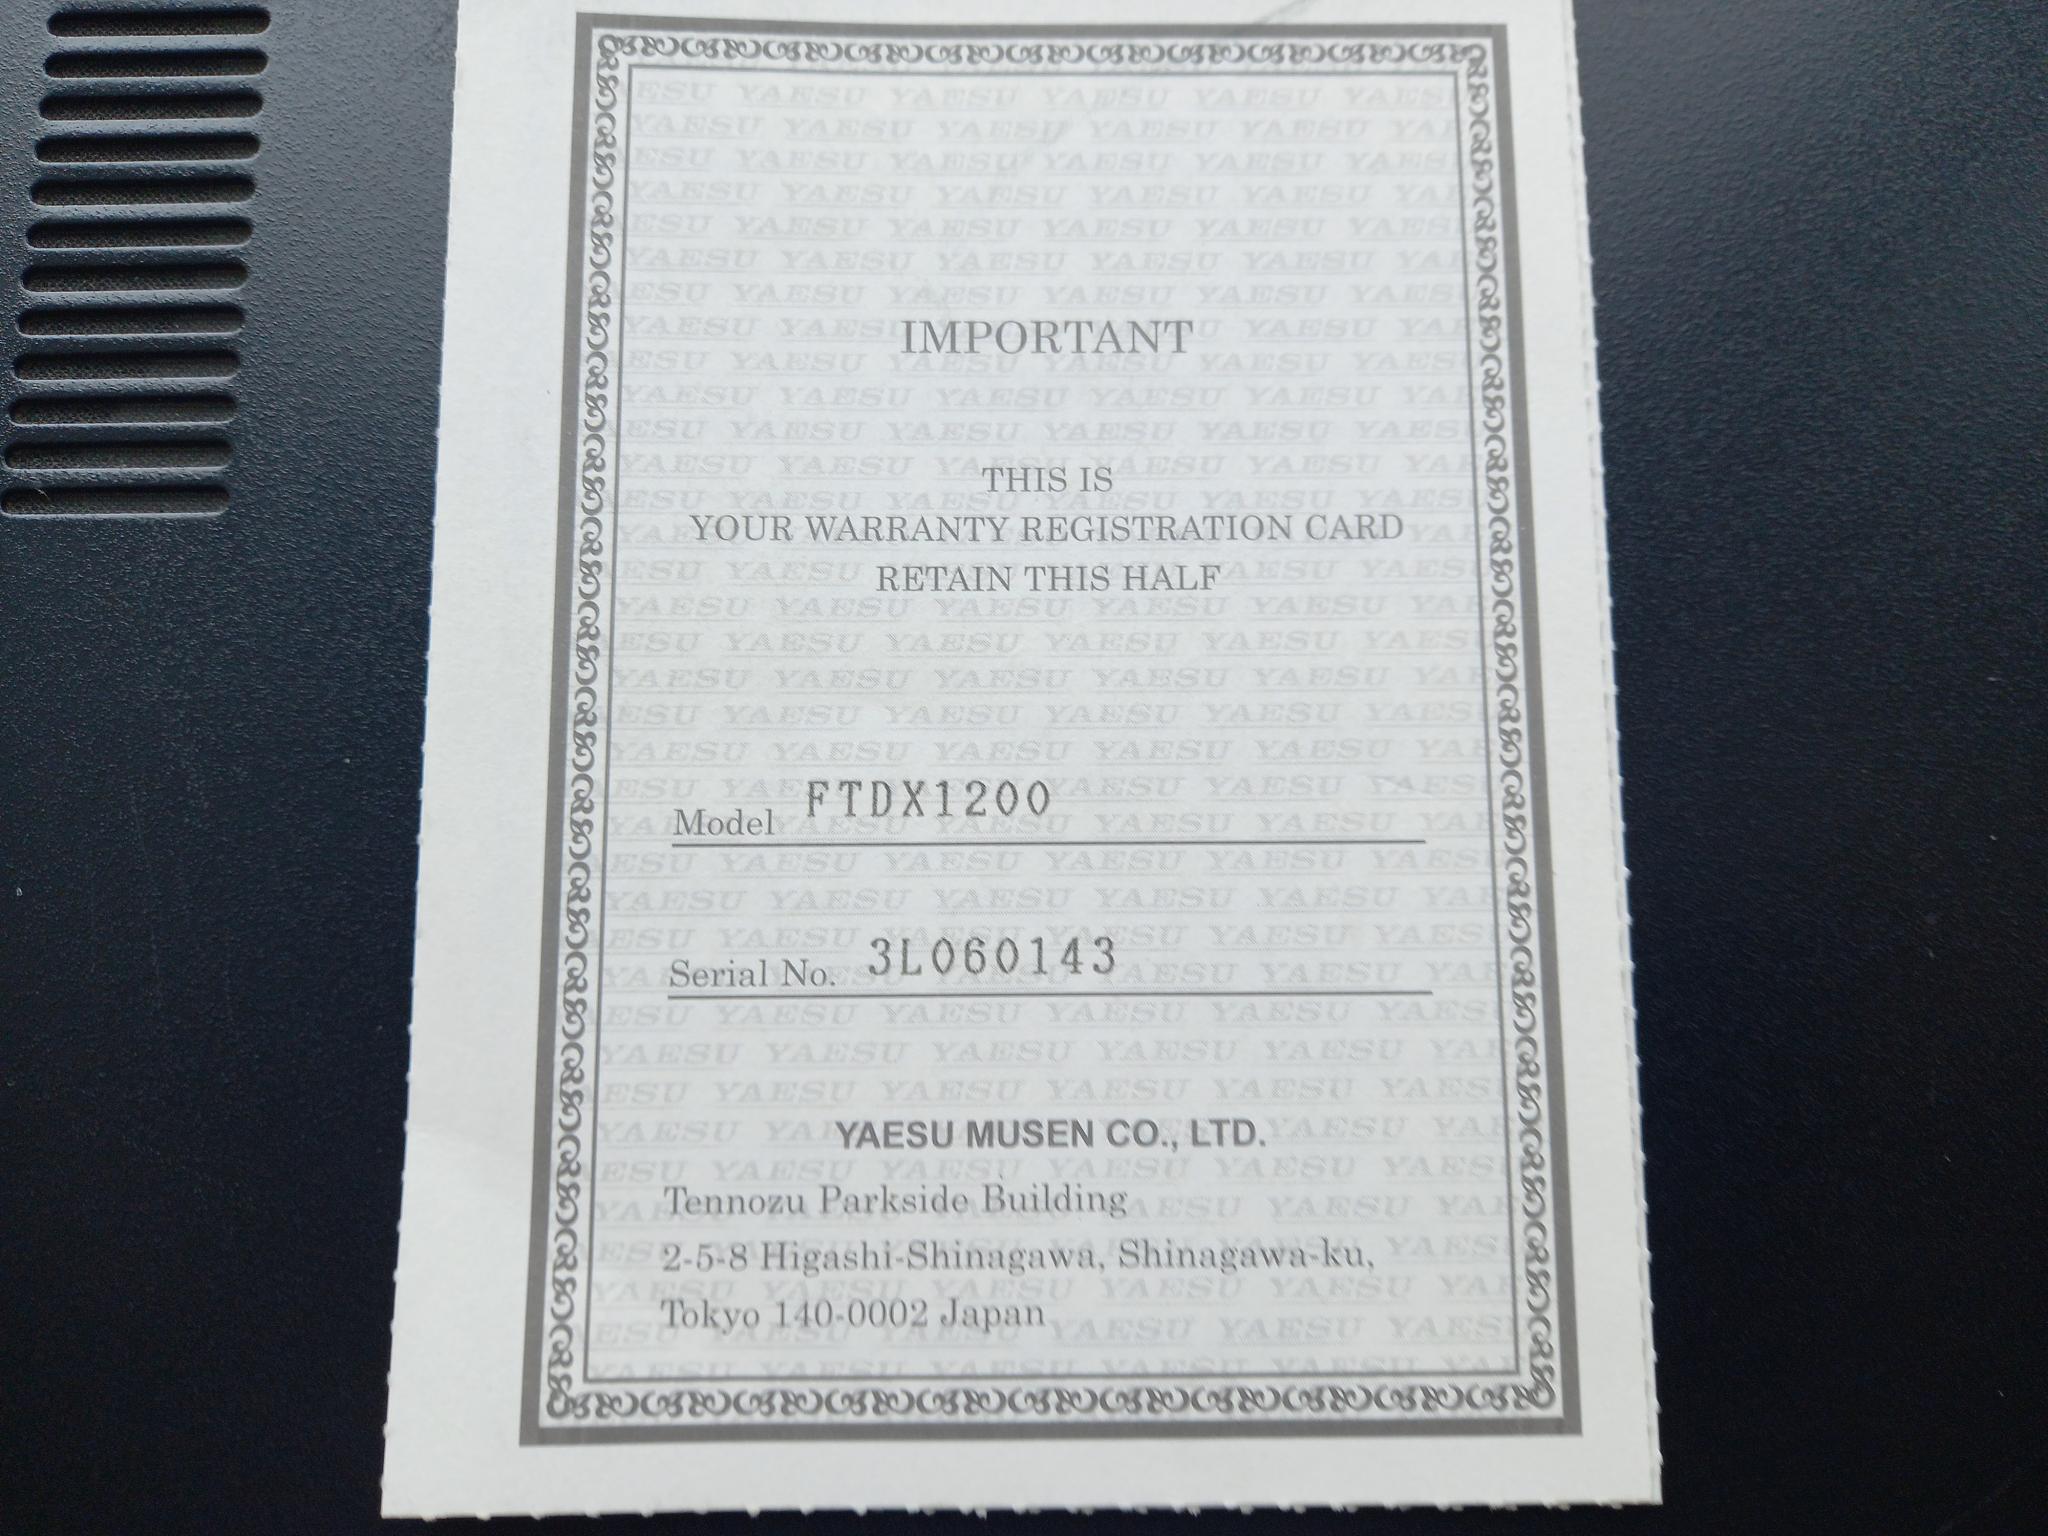 IMPORTANT
THIS IS
YOUR WARRANTY REGISTRATION CARD
RETAIN THIS HALF
Model FTDX1200
Serial No. 3L060143
YAESU MUSEN CO., LTD.
Tennozu Parkside Building
2-5-8 Higashi-Shinagawa, Shinagawa-ku,
Tokyo 140-0002 Japan